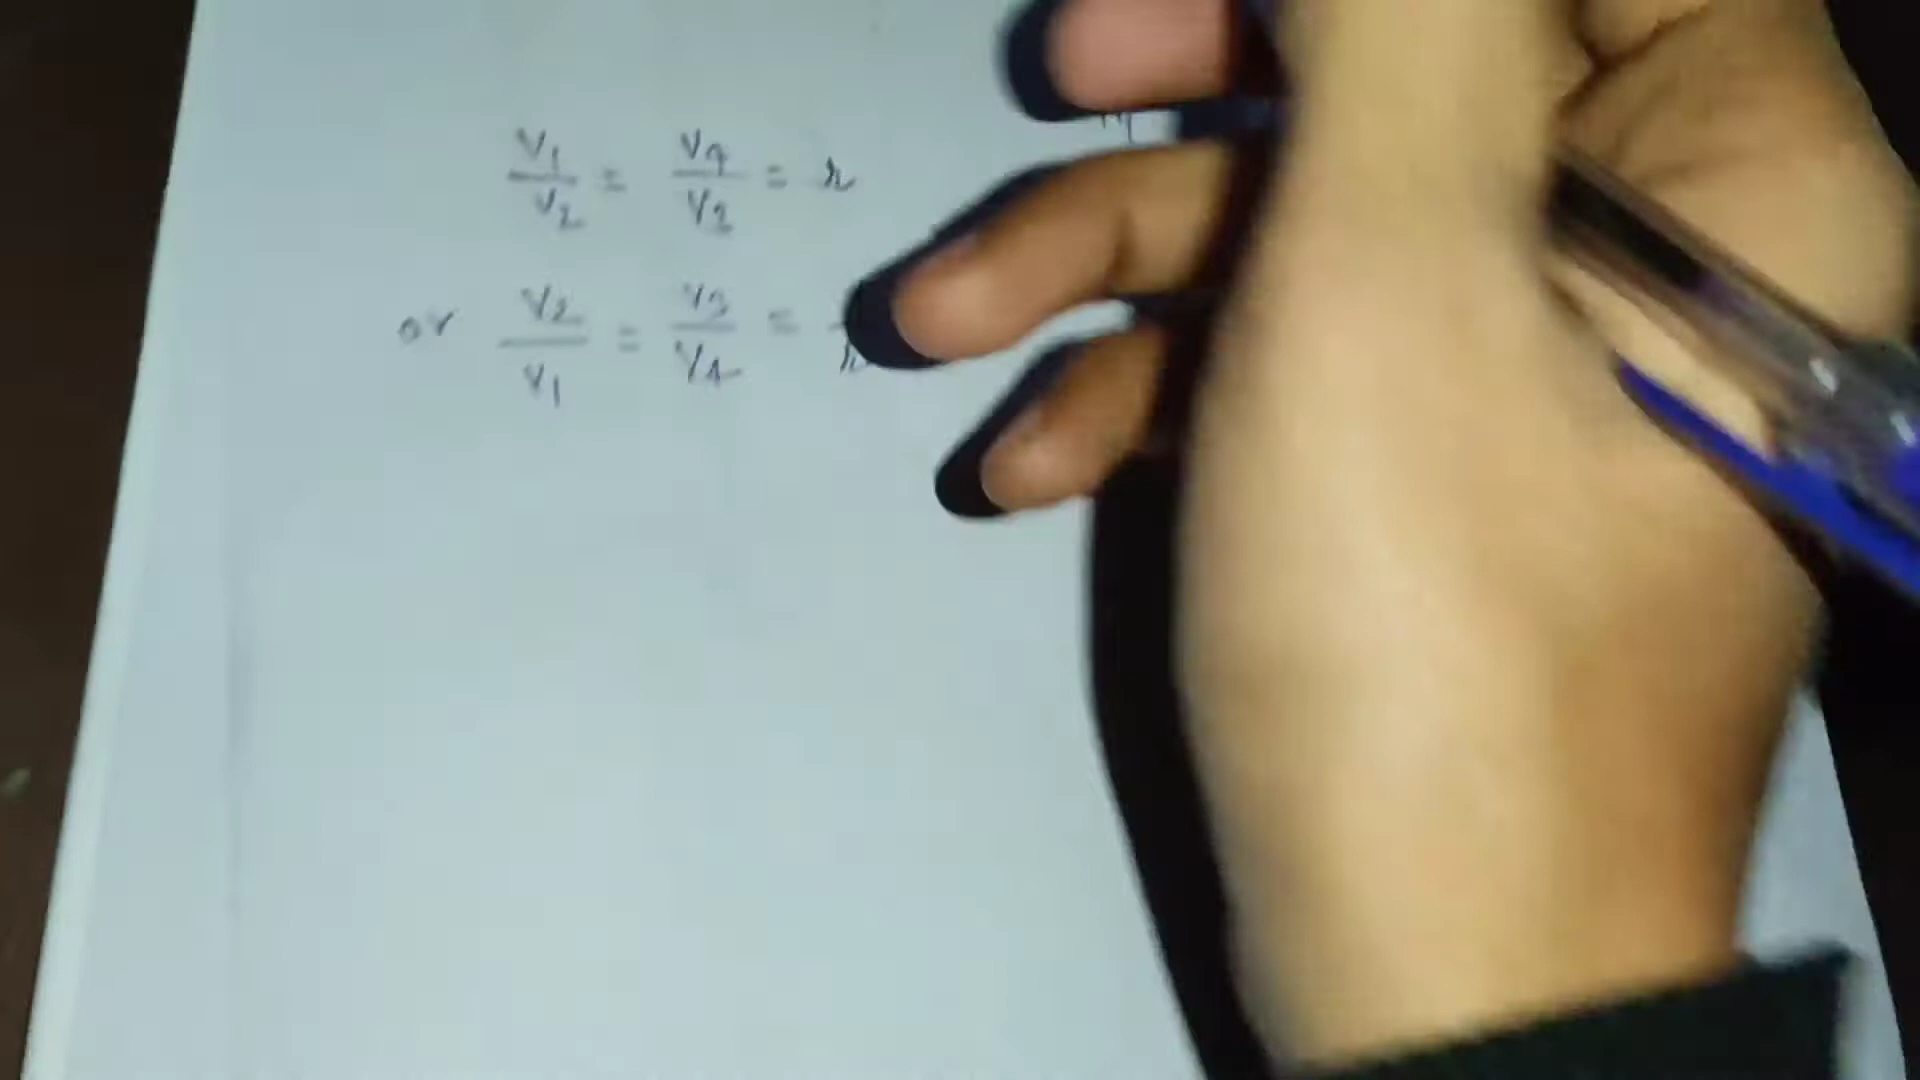 V1/V2 = V4/V3 = r
or V2/V1 = V3/V4 =